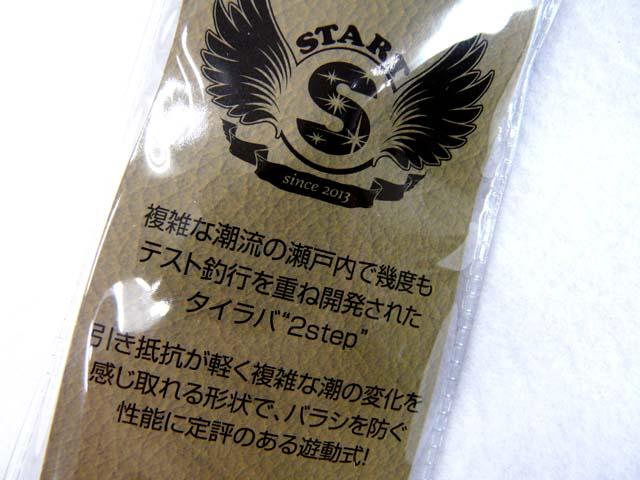 STAR
S
since 2013
複雑な潮流の瀬戸内で幾度も
テスト釣行を重ね開発された
タイラバ“2step”
引き抵抗が軽く複雑な潮の変化を
感じ取れる形状で、バラシを防ぐ
性能に定評のある遊動式!